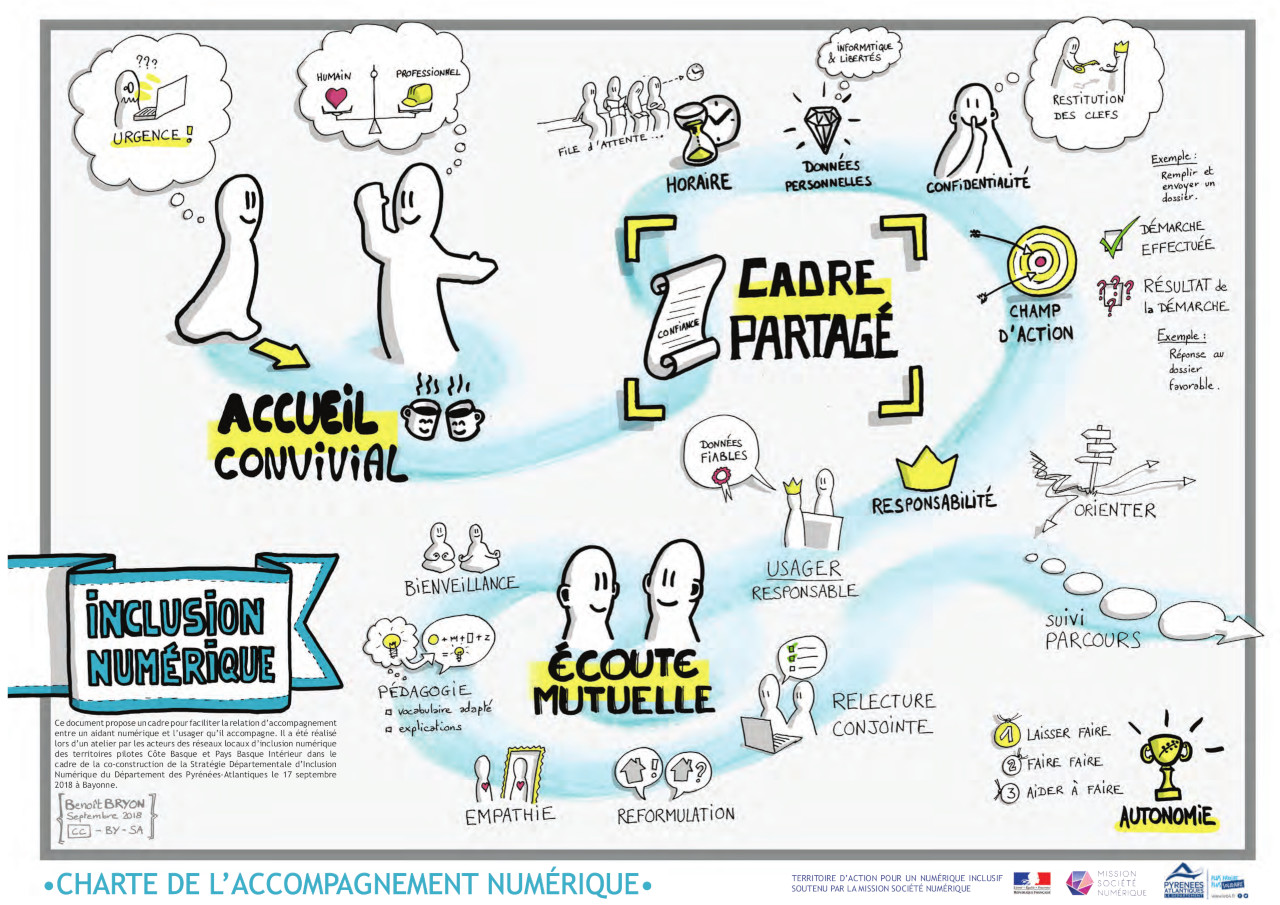 ???
URGENCE !
HUMAIN
PROFESSIONNEL
ACCUEIL
CONVIVIAL
FILE d'ATTENTE...
HORAIRE
INFORMATIQUE
& LIBERTÉS
DONNÉES
PERSONNELLES
CONFIDENTIALITÉ
RESTITUTION
DES CLEFS
CONFIANCE
CADRE
PARTAGÉ
CHAMP
D'ACTION
Exemple :
Remplir et
envoyer un
dossier.
DÉMARCHE
EFFECTUÉE
????
RÉSULTAT de
la DÉMARCHE
Exemple :
Réponse au
dossier
favorable.
RESPONSABILITÉ
DONNÉES
FIABLES
USAGER
RESPONSABLE
ORIENTER
SUIVI
PARCOURS
BIENVEILLANCE
PÉDAGOGIE
vocabulaire adapté
explications
ÉCOUTE
MUTUELLE
EMPATHIE
!
?
REFORMULATION
RELECTURE
CONJOINTE
1 LAISSER FAIRE
2 FAIRE FAIRE
3 AIDER À FAIRE
AUTONOMIE
INCLUSION
NUMÉRIQUE
Ce document propose un cadre pour faciliter la relation d'accompagnement
entre un aidant numérique et l'usager qu'il accompagne. Il a été réalisé
lors d'un atelier par les acteurs des réseaux locaux d'inclusion numérique
des territoires pilotes Côte Basque et Pays Basque Intérieur dans le
cadre de la co-construction de la Stratégie Départementale d'Inclusion
Numérique du Département des Pyrénées-Atlantiques le 17 septembre
2018 à Bayonne.
Benoît BRYON
Septembre 2018
CC - BY - SA
•CHARTE DE L'ACCOMPAGNEMENT NUMÉRIQUE•
TERRITOIRE D'ACTION POUR UN NUMÉRIQUE INCLUSIF
SOUTENU PAR LA MISSION SOCIÉTÉ NUMÉRIQUE
MISSION
SOCIÉTÉ
NUMÉRIQUE
PYRÉNÉES
ATLANTIQUES
LE DÉPARTEMENT